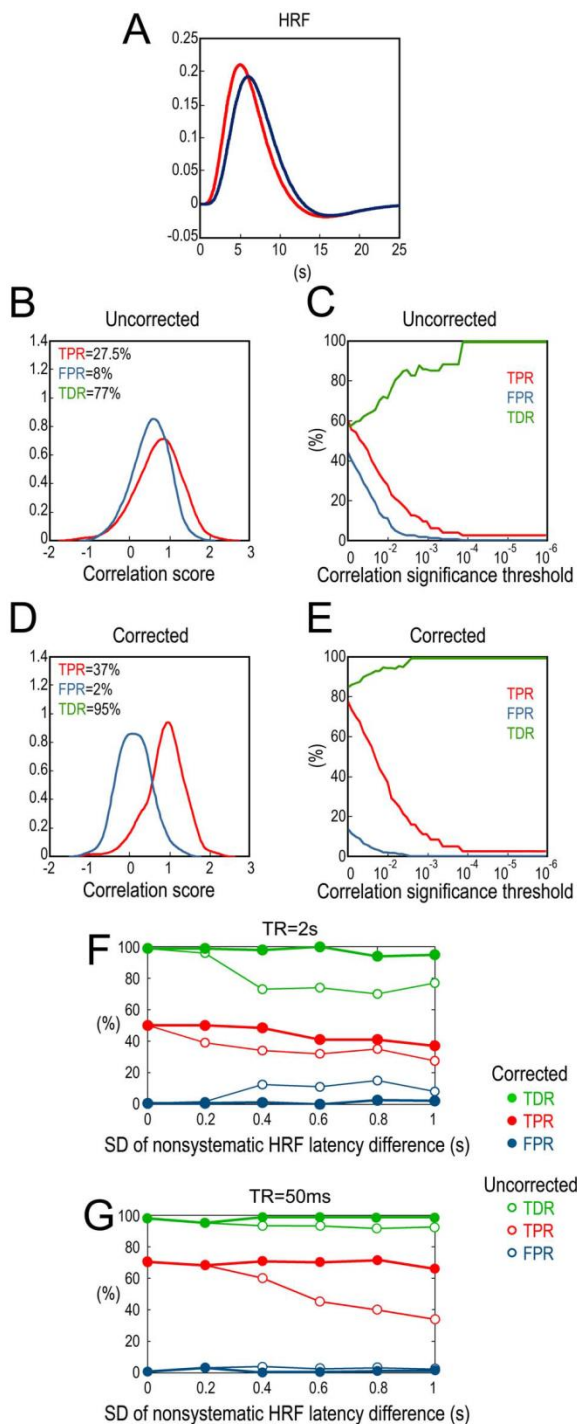 A
HRF
0.25
0.2
0.15
0.1
0.05
0
-0.05
0 5 10 15 20 25
(s)
B
Uncorrected
1.4
1.2
1
0.8
0.6
0.4
0.2
0
TPR=27.5%
FPR=8%
TDR=77%
-2 -1 0 1 2 3
Correlation score
C
Uncorrected
100
80
60
40
20
0
(%)
TPR
FPR
TDR
0 10-2 10-3 10-4 10-5 10-6
Correlation significance threshold
D
Corrected
1.4
1.2
1
0.8
0.6
0.4
0.2
0
TPR=37%
FPR=2%
TDR=95%
-2 -1 0 1 2 3
Correlation score
E
Corrected
100
80
60
40
20
0
(%)
TPR
FPR
TDR
0 10-2 10-3 10-4 10-5 10-6
Correlation significance threshold
F
TR=2s
100
80
60
(%)
40
20
0
0 0.2 0.4 0.6 0.8 1
SD of nonsystematic HRF latency difference (s)
Corrected
TDR
TPR
FPR
Uncorrected
TDR
TPR
FPR
G
TR=50ms
100
80
60
(%)
40
20
0
0 0.2 0.4 0.6 0.8 1
SD of nonsystematic HRF latency difference (s)